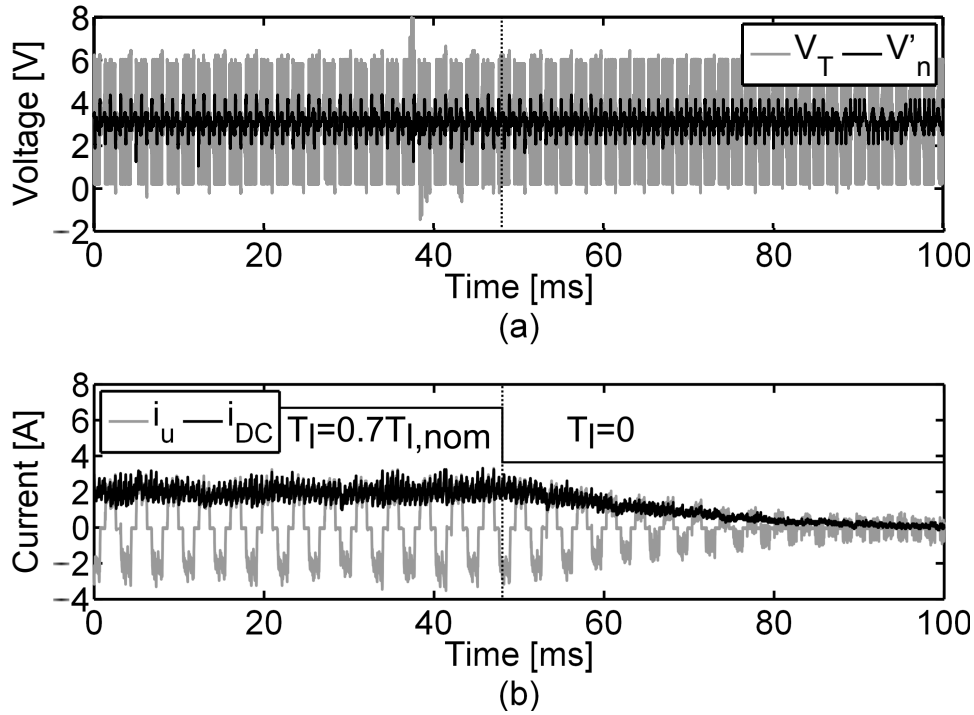 8
6
4
2
0
−2
Voltage [V]
V_T V'_n
0 20 40 60 80 100
Time [ms]
(a)
8
6
4
2
0
−2
−4
Current [A]
i_u i_DC
T_l=0.7T_l,nom
T_l=0
0 20 40 60 80 100
Time [ms]
(b)